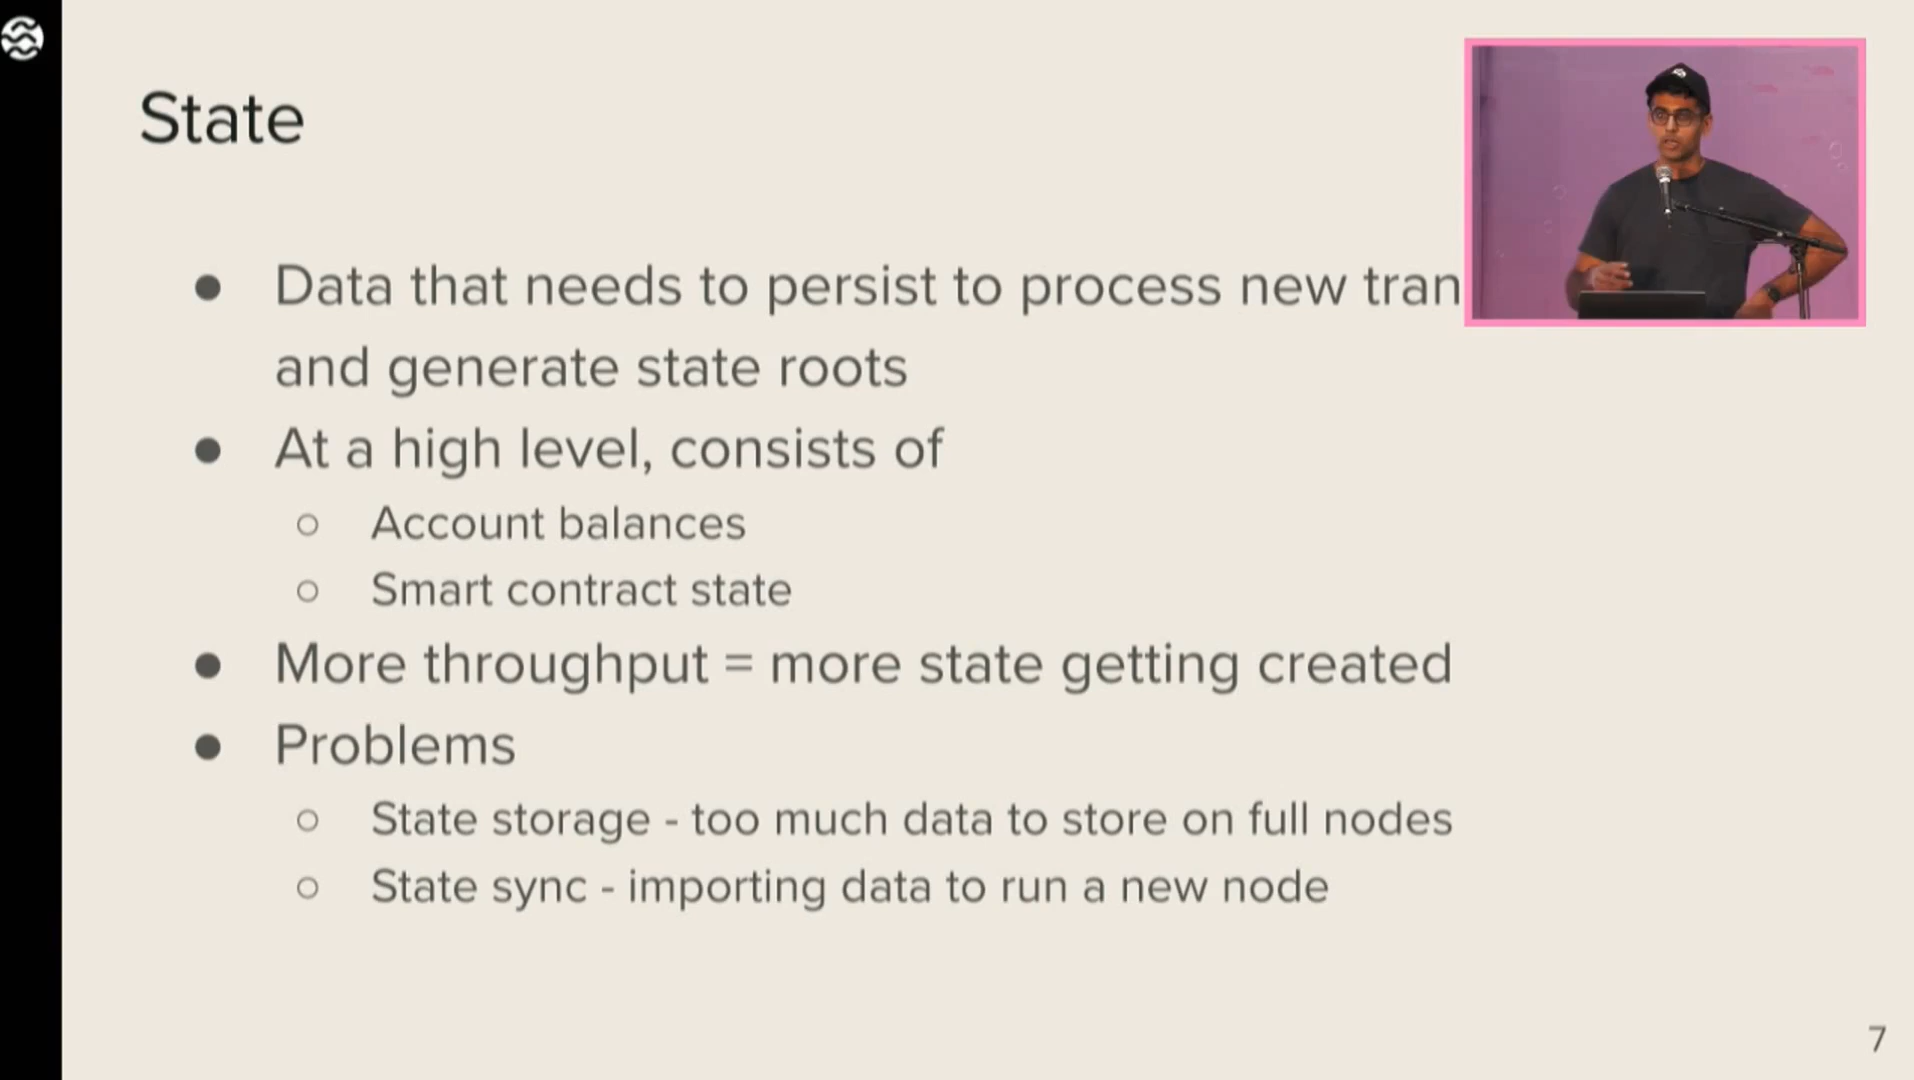 State
● Data that needs to persist to process new tran
and generate state roots
● At a high level, consists of
○ Account balances
○ Smart contract state
● More throughput = more state getting created
● Problems
○ State storage - too much data to store on full nodes
○ State sync - importing data to run a new node
7